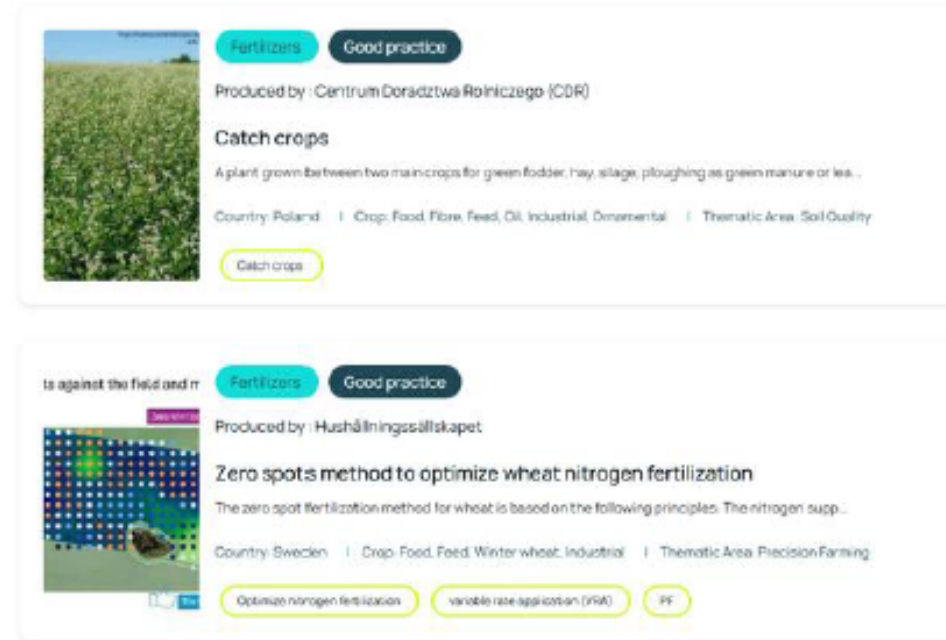 Fertilizers
Good practice
Produced by : Centrum Doradztwa Rolniczego (CDR)
Catch crops
A plant grown between two main crops for green fodder, hay, silage, ploughing as green manure or lea...
Country: Poland | Crop: Food, Fibre, Feed, Oil, Industrial, Ornamental | Thematic Area: Soil Quality
Catch crops
ts against the field and m
Fertilizers
Good practice
Produced by : Hushållningssällskapet
Zero spots method to optimize wheat nitrogen fertilization
The zero spot fertilization method for wheat is based on the following principles: The nitrogen supp...
Country: Sweden | Crop: Food, Feed, Winter wheat, Industrial | Thematic Area: Precision Farming
Optimize nitrogen fertilization
variable rate application (VRA)
PF